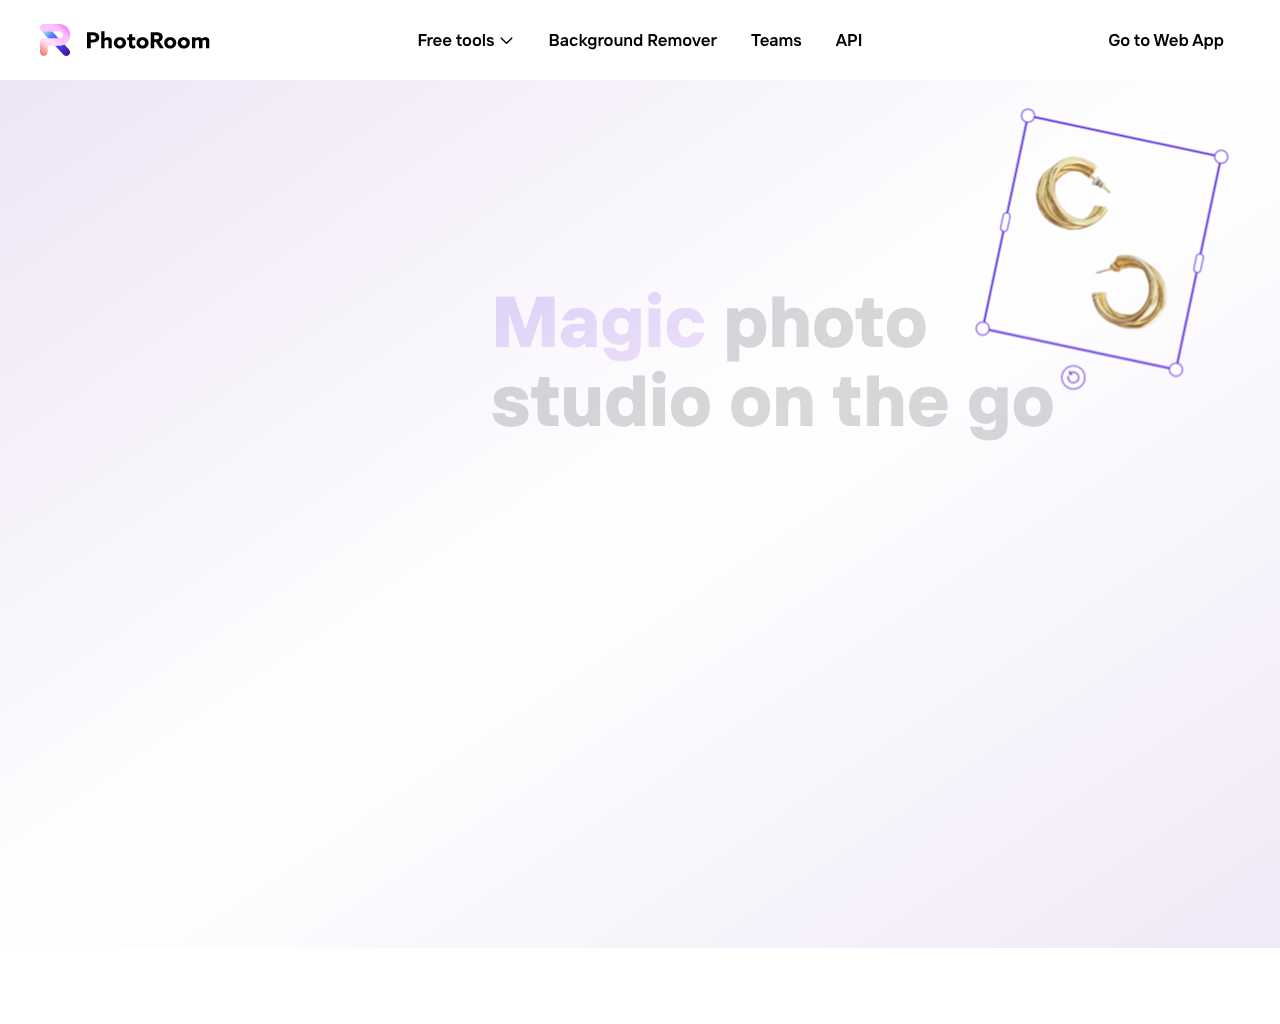 PhotoRoom
Free tools
Background Remover
Teams
API
Go to Web App
Magic photo
studio on the go